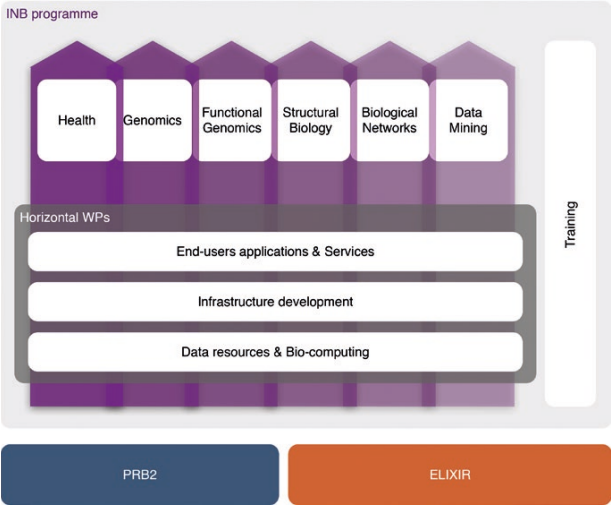 INB programme
Health
Genomics
Functional
Genomics
Structural
Biology
Biological
Networks
Data
Mining
Training
Horizontal WPs
End-users applications & Services
Infrastructure development
Data resources & Bio-computing
PRB2
ELIXIR